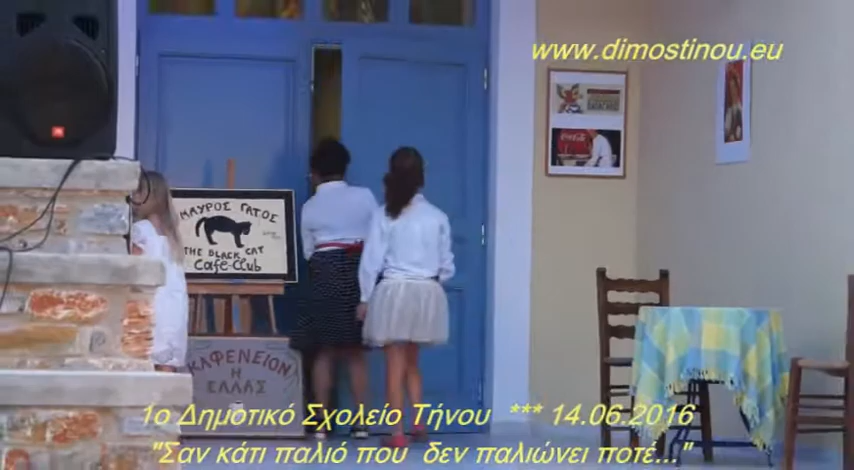 www.dimostinou.eu
ΜΑΥΡΟΣ ΓΑΤΟΣ
THE BLACK CAT
CaFé-CLub
ΚΑΦΕΝΕΙΟΝ
Η
ΕΛΛΑΣ
1ο Δημοτικό Σχολείο Τήνου *** 14.06.2016
"Σαν κάτι παλιό που δεν παλιώνει ποτέ..."